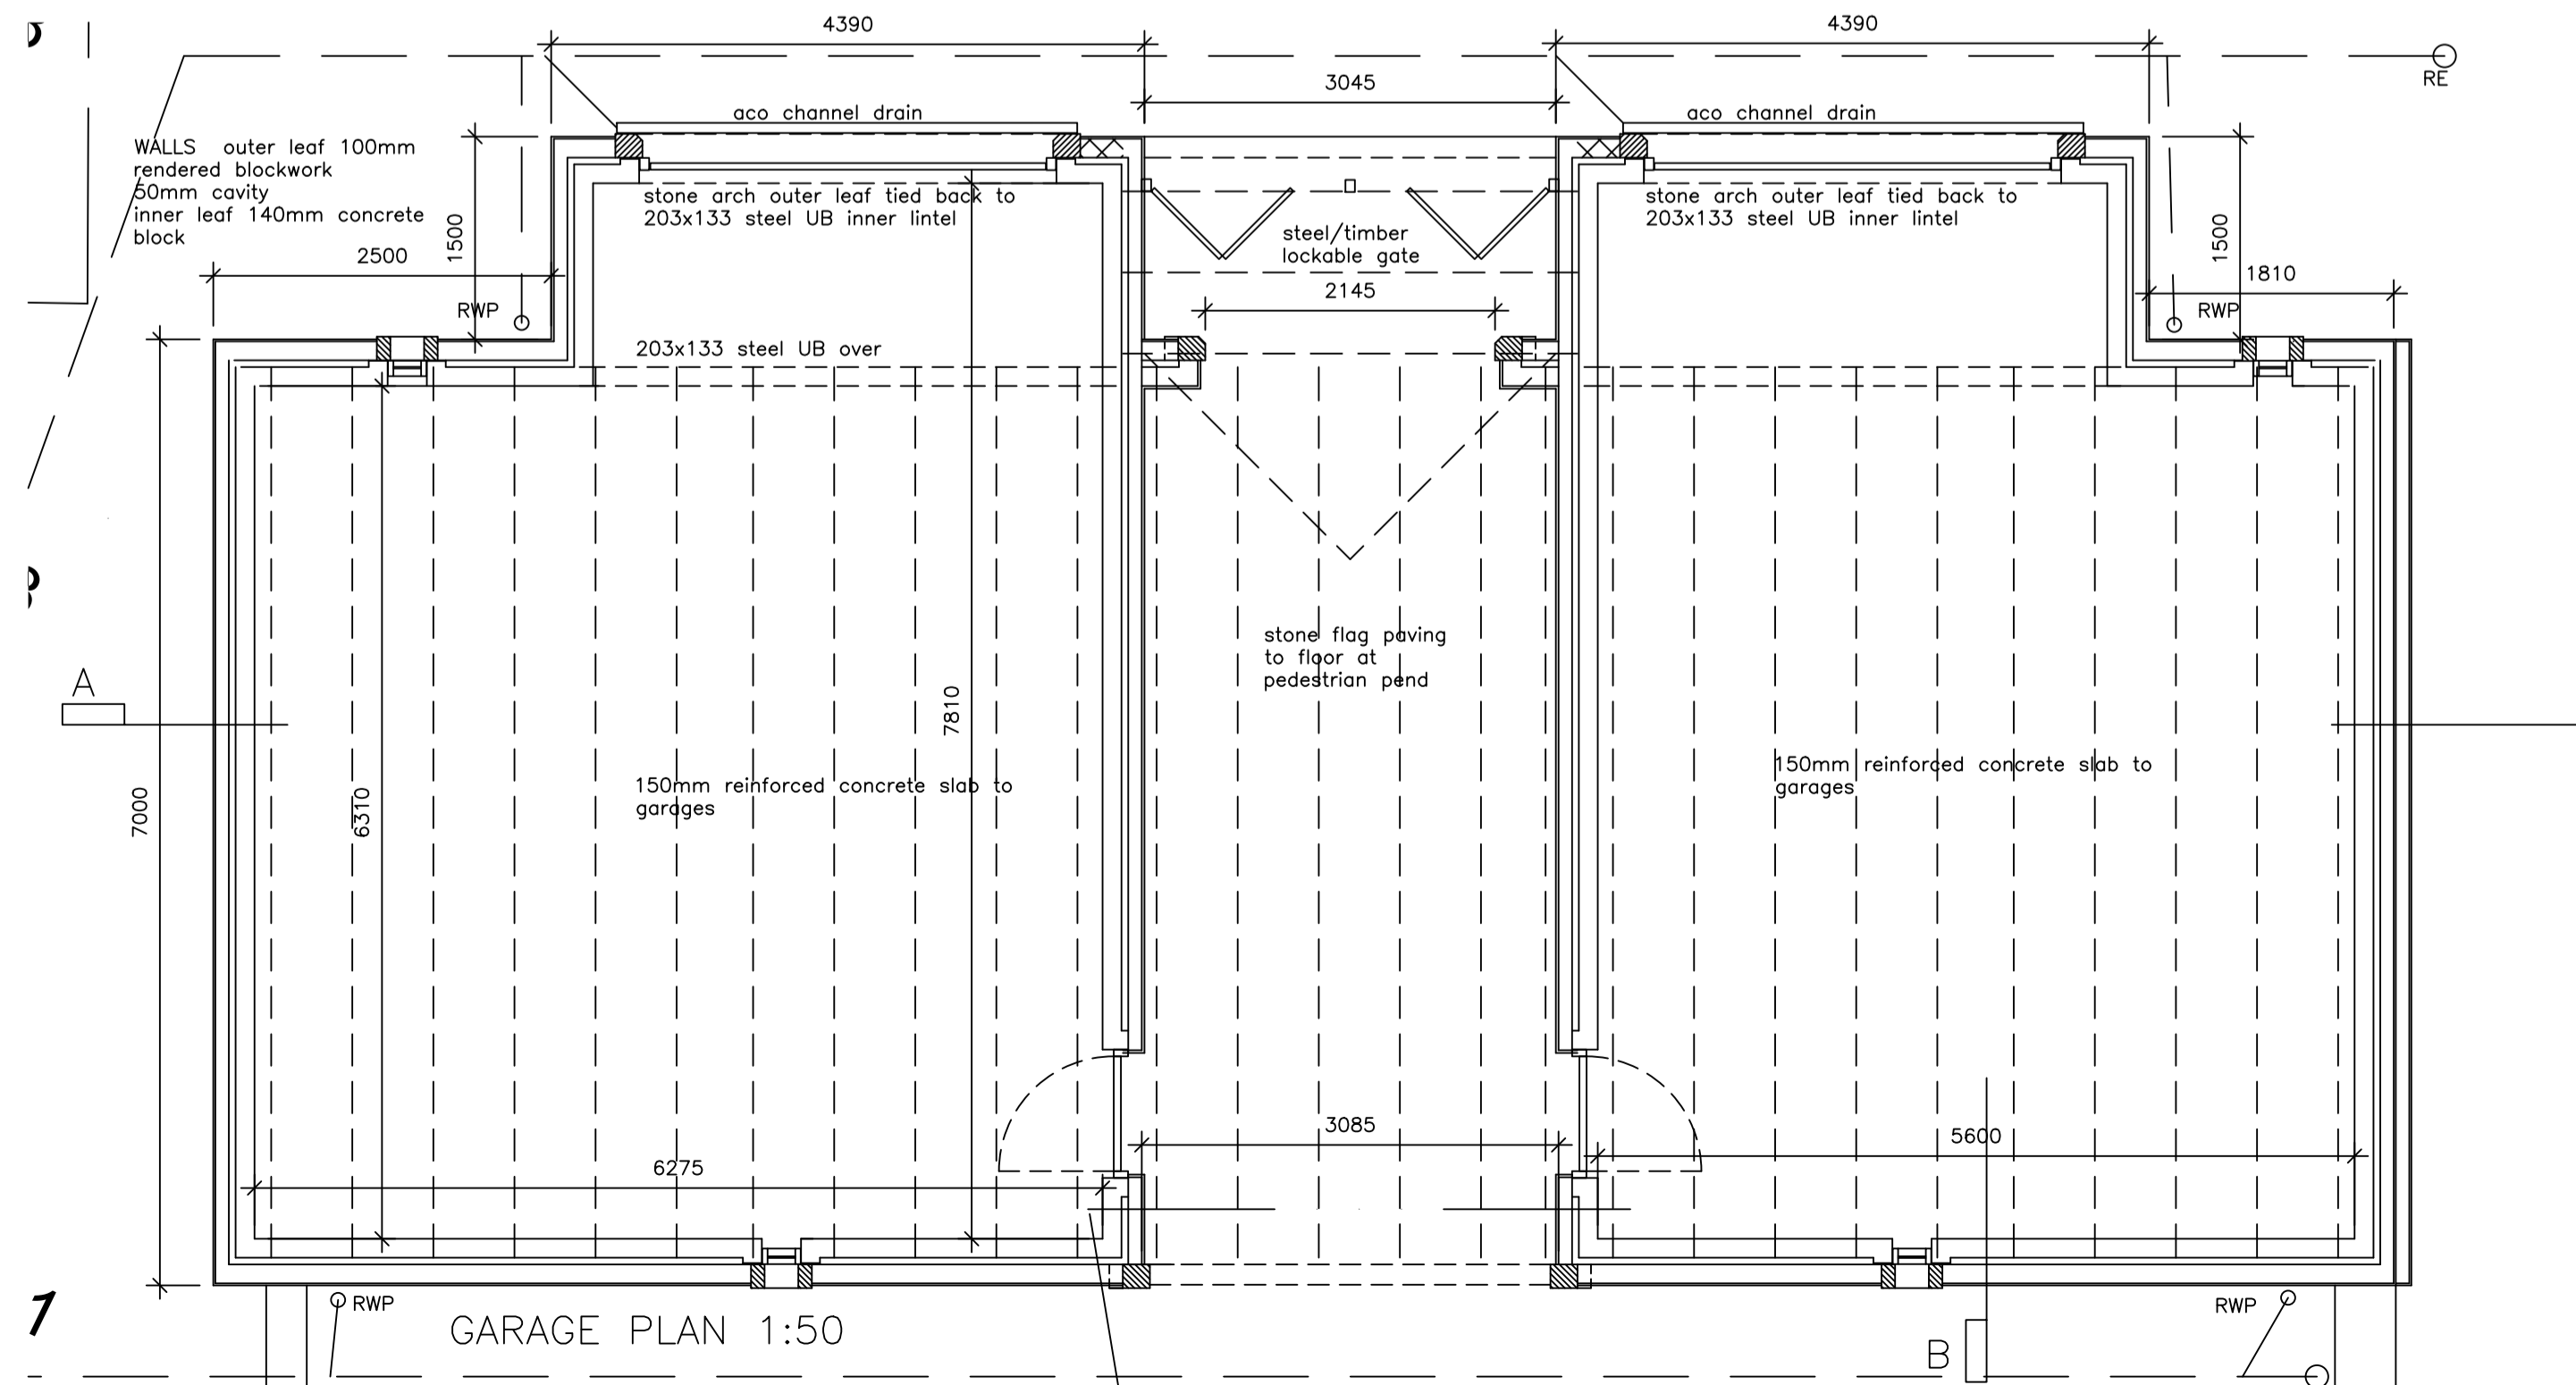 4390
4390
3045
RE
aco channel drain
aco channel drain
WALLS outer leaf 100mm
rendered blockwork
50mm cavity
inner leaf 140mm concrete
block
stone arch outer leaf tied back to
203x133 steel UB inner lintel
stone arch outer leaf tied back to
203x133 steel UB inner lintel
1500
1500
steel/timber
lockable gate
2500
1810
2145
RWP
RWP
203x133 steel UB over
stone flag paving
to floor at
pedestrian pend
A
7810
150mm reinforced concrete slab to
garages
150mm reinforced concrete slab to
garages
7000
6310
3085
5600
6275
RWP
RWP
1
GARAGE PLAN 1:50
B